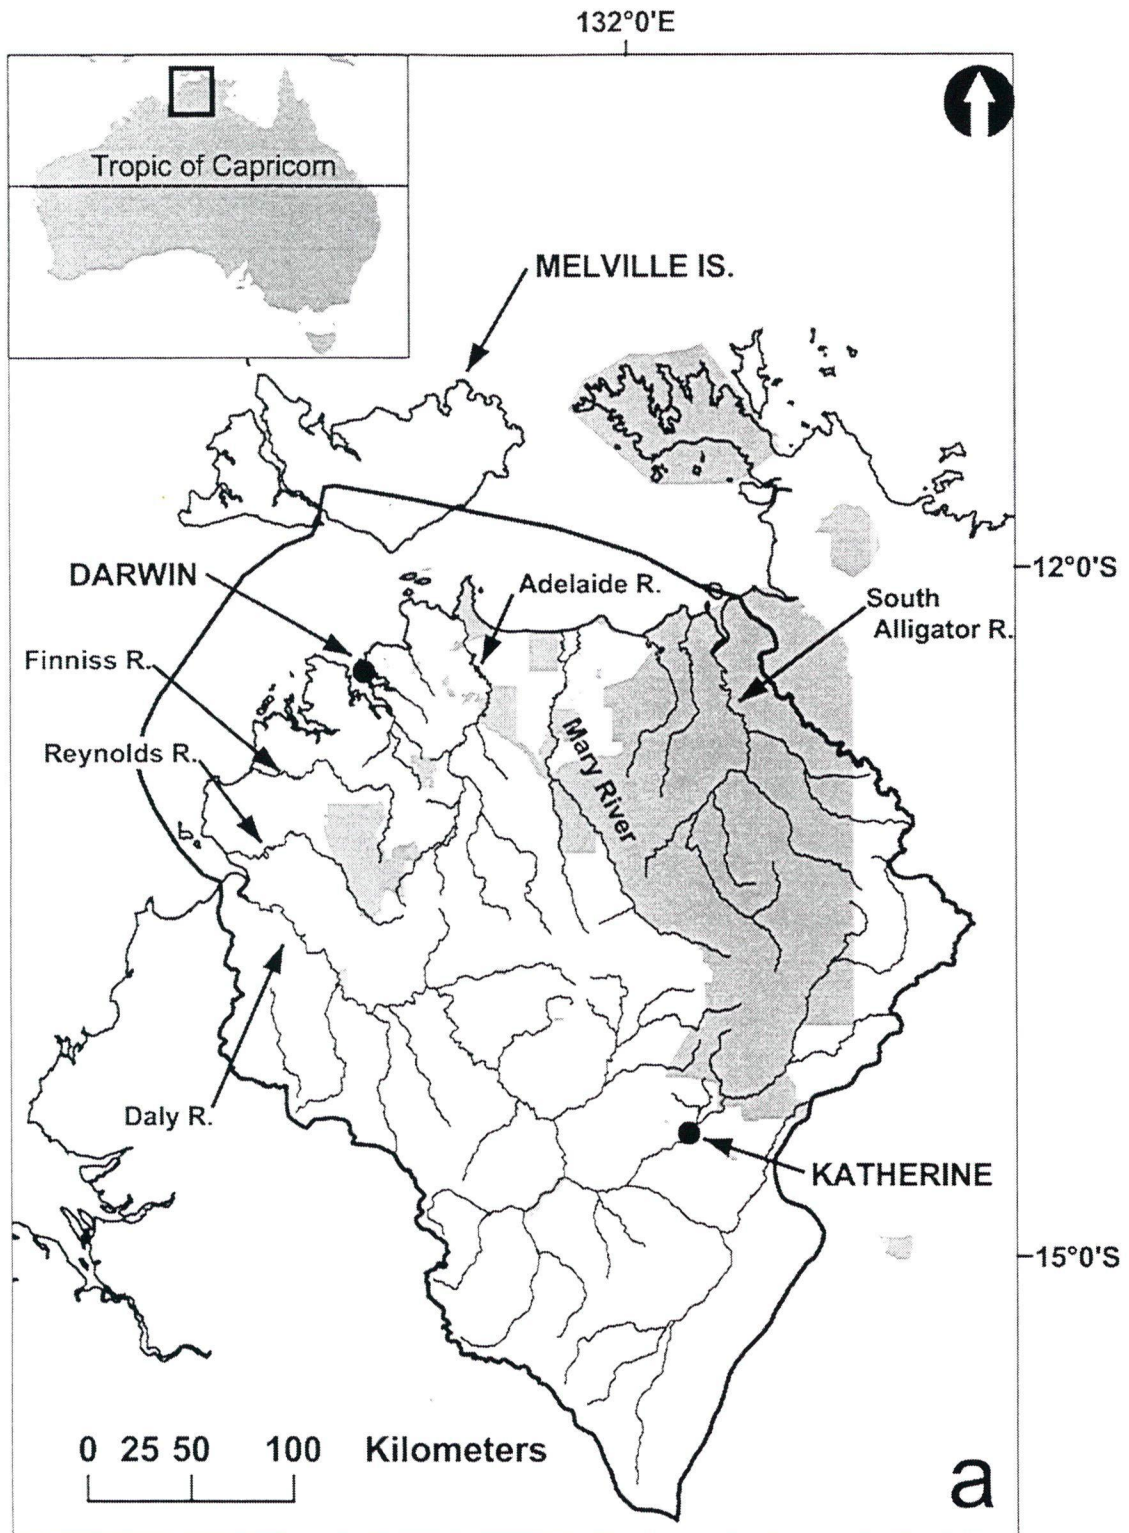 132°0'E
Tropic of Capricorn
MELVILLE IS.
DARWIN
Adelaide R.
12°0'S
South
Alligator R.
Finniss R.
Reynolds R.
Mary River
Daly R.
KATHERINE
15°0'S
0 25 50 100 Kilometers
a